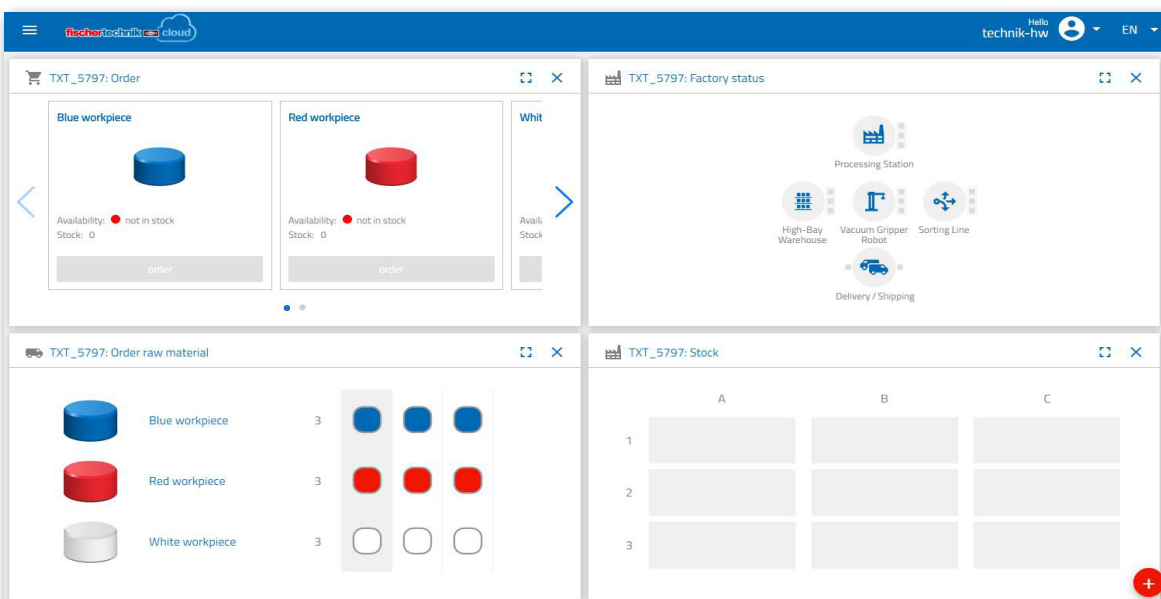 fischertechnik cloud
Hello
technik-hw
EN
TXT_5797: Order
Blue workpiece
Availability: not in stock
Stock: 0
order
Red workpiece
Availability: not in stock
Stock: 0
order
Whit
Availa
Stock
TXT_5797: Factory status
Processing Station
High-Bay
Warehouse
Vacuum Gripper
Robot
Sorting Line
Delivery / Shipping
TXT_5797: Order raw material
Blue workpiece 3
Red workpiece 3
White workpiece 3
TXT_5797: Stock
A B C
1
2
3
+